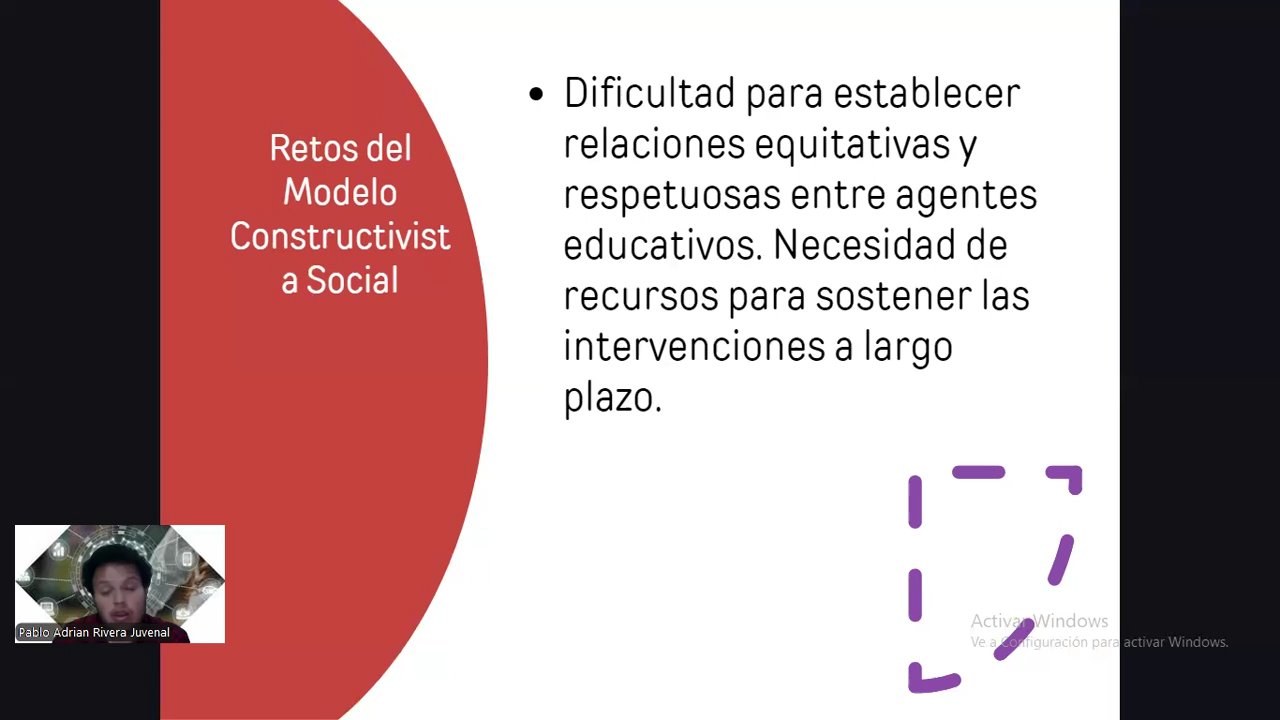 Retos del
Modelo
Constructivist
a Social
• Dificultad para establecer
relaciones equitativas y
respetuosas entre agentes
educativos. Necesidad de
recursos para sostener las
intervenciones a largo
plazo.
Pablo Adrian Rivera Juvenal
Activar Windows
Ve a Configuración para activar Windows.